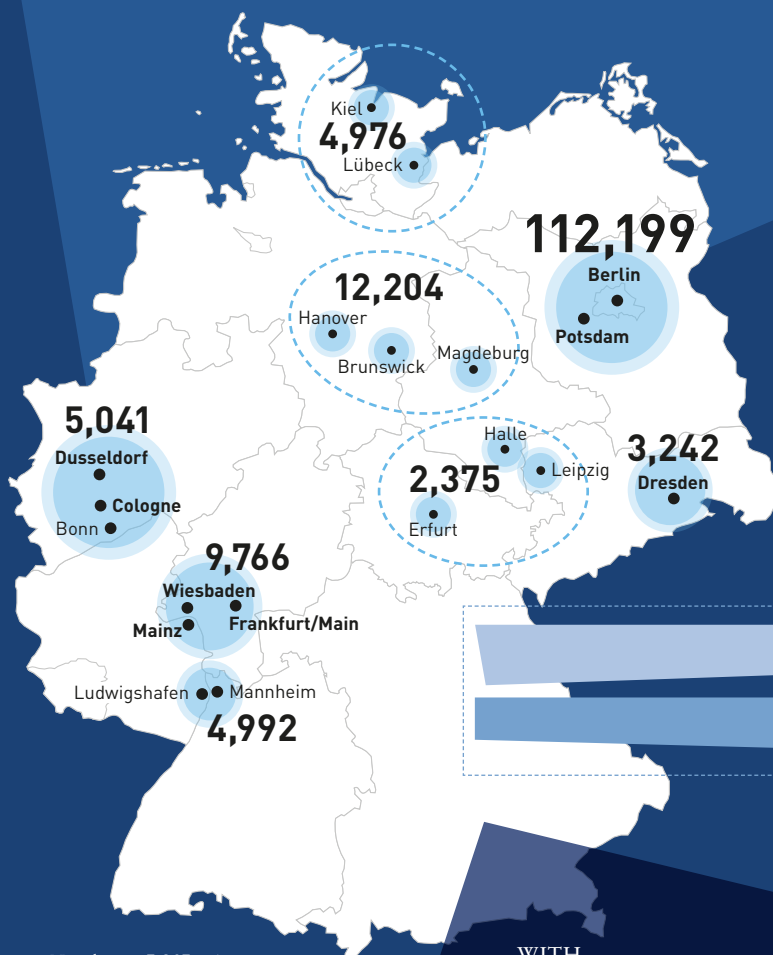 Kiel
4,976
Lübeck
112,199
Berlin
Potsdam
12,204
Hanover
Brunswick
Magdeburg
5,041
Dusseldorf
Cologne
Bonn
Halle
2,375
Leipzig
Erfurt
3,242
Dresden
9,766
Wiesbaden
Mainz
Frankfurt/Main
Ludwigshafen
Mannheim
4,992
WITH